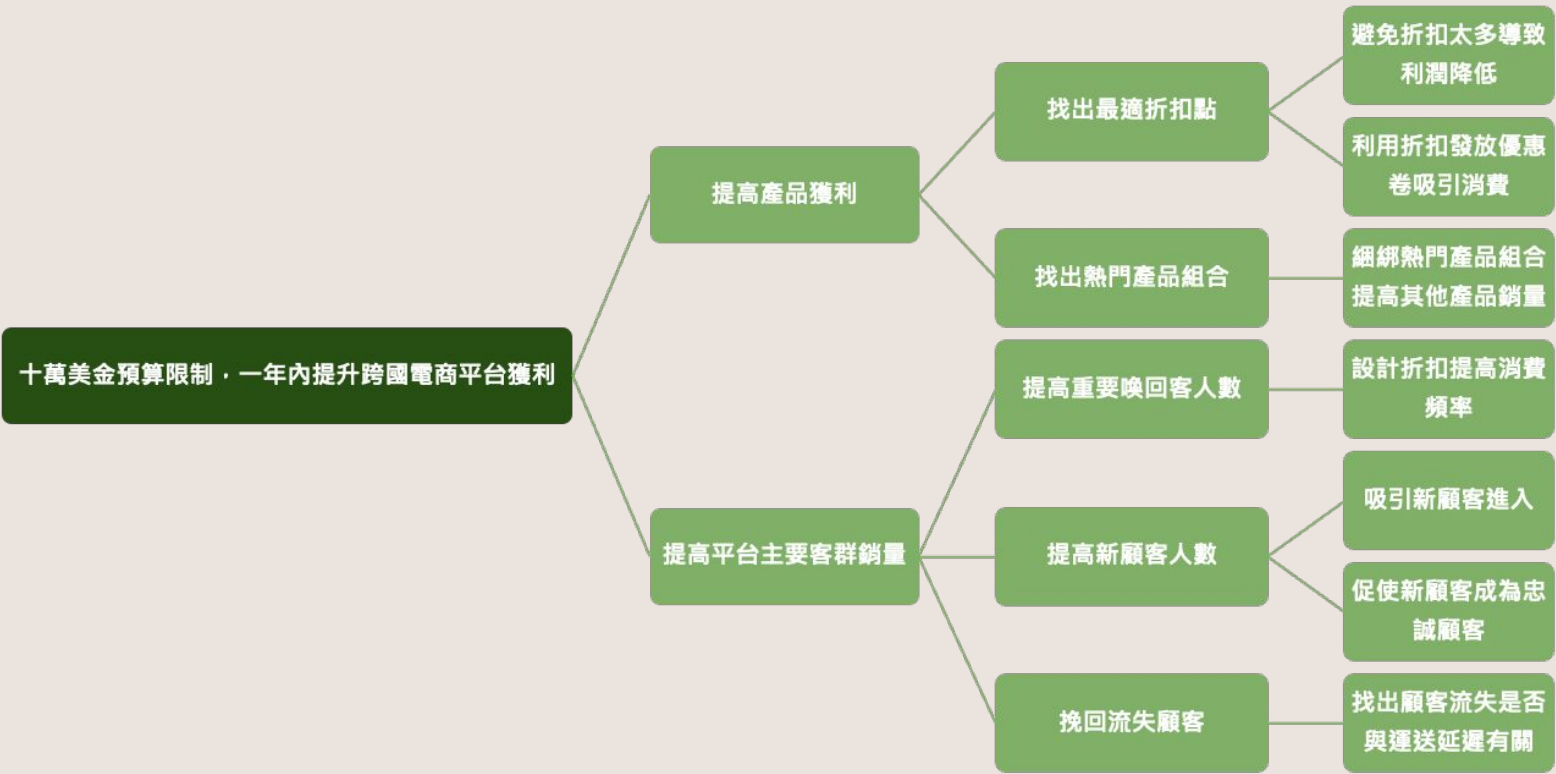 十萬美金預算限制，一年內提升跨國電商平台獲利
提高產品獲利
找出最適折扣點
避免折扣太多導致
利潤降低
利用折扣發放優惠
卷吸引消費
找出熱門產品組合
綑綁熱門產品組合
提高其他產品銷量
提高平台主要客群銷量
提高重要喚回客人數
設計折扣提高消費
頻率
提高新顧客人數
吸引新顧客進入
促使新顧客成為忠
誠顧客
挽回流失顧客
找出顧客流失是否
與運送延遲有關